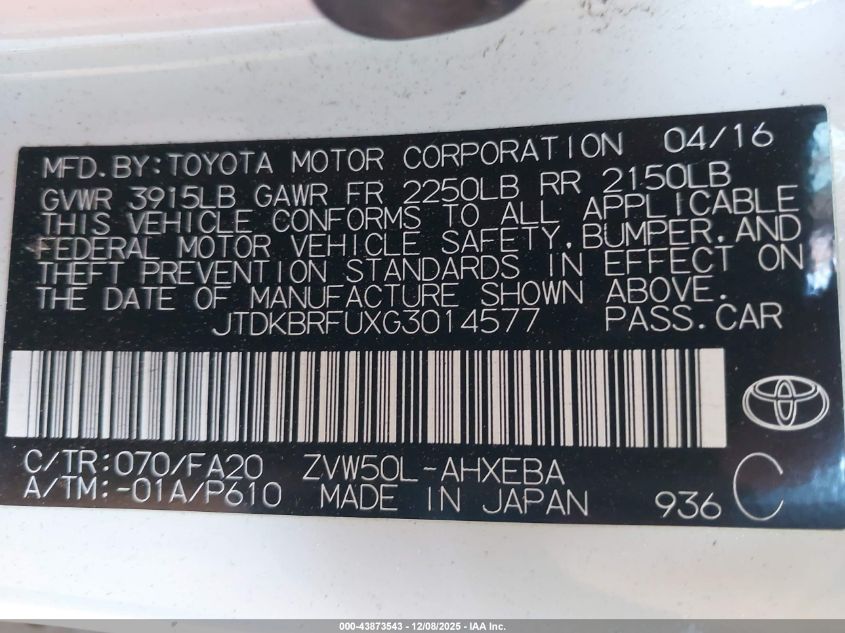 MFD.BY:TOYOTA MOTOR CORPORATION 04/16
GVWR 3915LB GAWR FR 2250LB RR 2150LB
THIS VEHICLE CONFORMS TO ALL APPLICABLE
FEDERAL MOTOR VEHICLE SAFETY,BUMPER,AND
THEFT PREVENTION STANDARDS IN EFFECT ON
THE DATE OF MANUFACTURE SHOWN ABOVE.
JTDKBRFUXG3014577 PASS.CAR
C/TR:070/FA20 ZVW50L-AHXEBA
A/TM:-01A/P610 MADE IN JAPAN 936 C
000-43873543 - 12/08/2025 - IAA Inc.